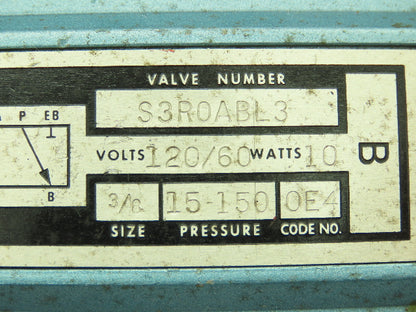 VALVE NUMBER
S3R0ABL3
P EB
VOLTS 120/60 WATTS 10
B
B
3/8 15-150 0E4
SIZE PRESSURE CODE NO.